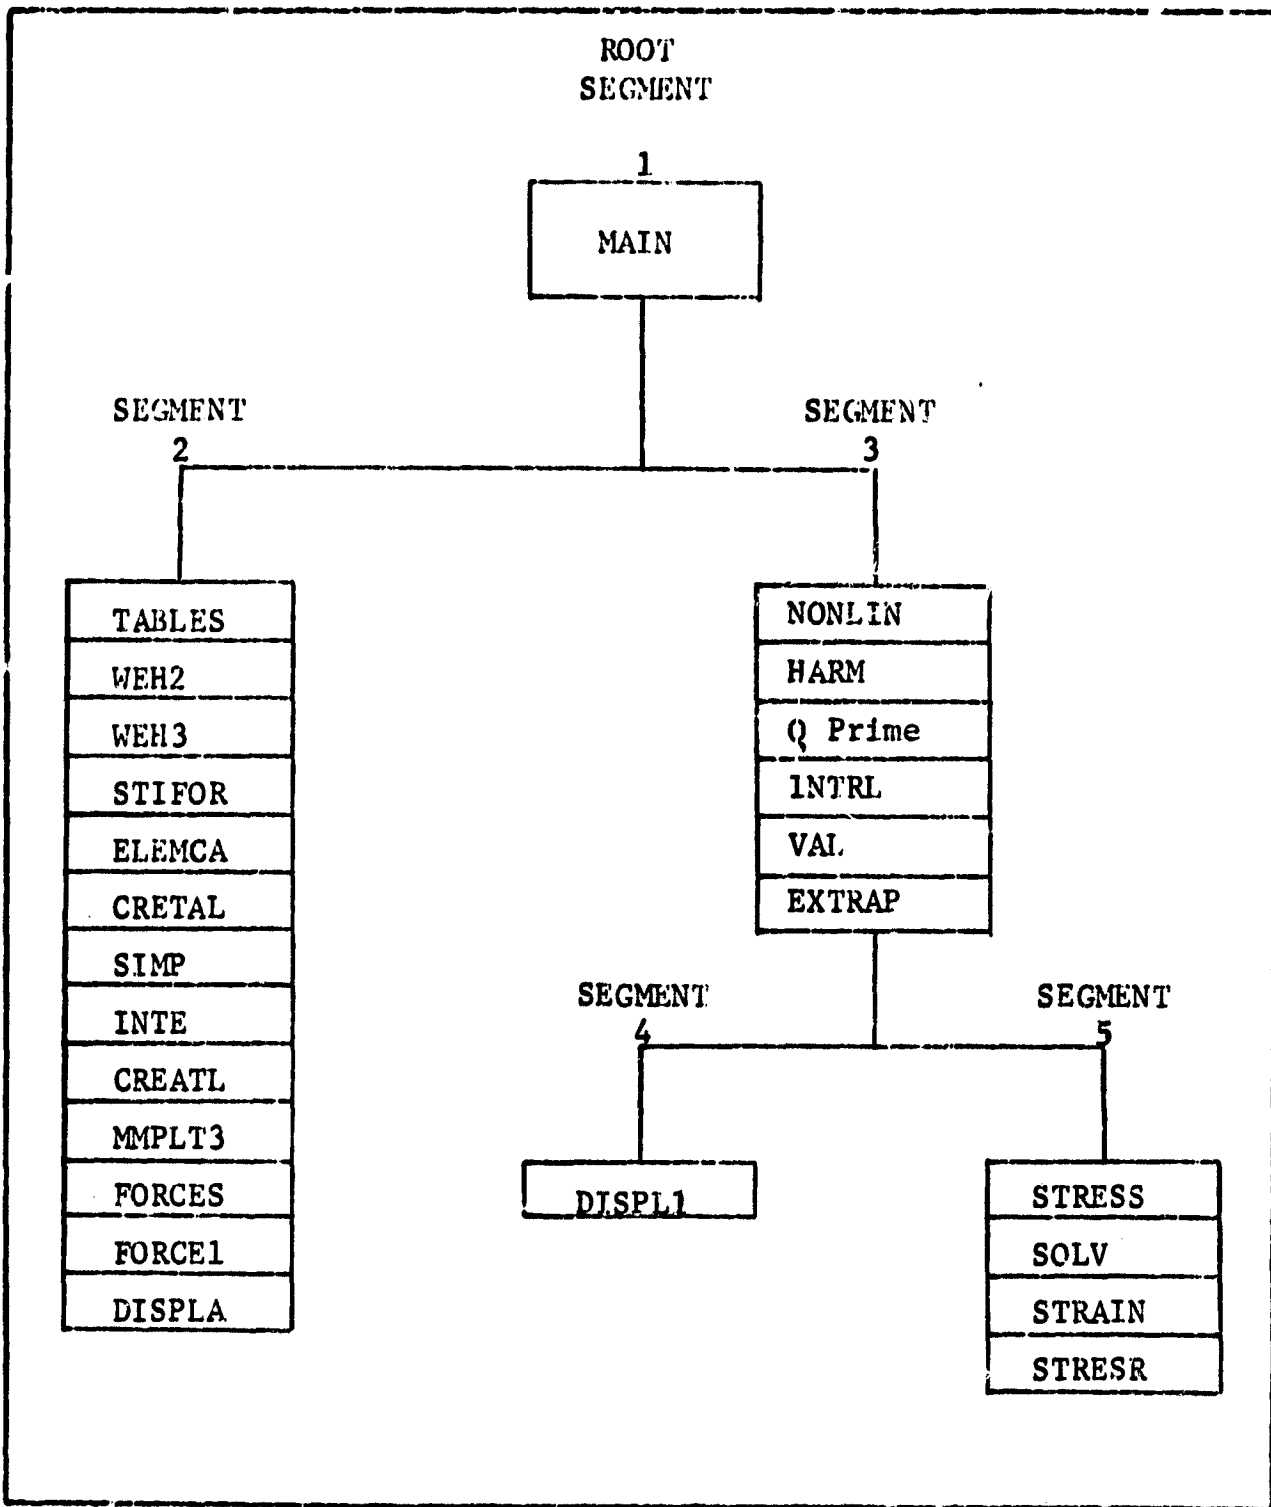 ROOT
SEGMENT
1
MAIN
SEGMENT
2
SEGMENT
3
TABLES
WEH2
WEH3
STIFOR
ELEMCA
CRETAL
SIMP
INTE
CREATL
MMPLT3
FORCES
FORCE1
DISPLA
NONLIN
HARM
Q Prime
INTRL
VAL
EXTRAP
SEGMENT
4
SEGMENT
5
DISPL1
STRESS
SOLV
STRAIN
STRESR